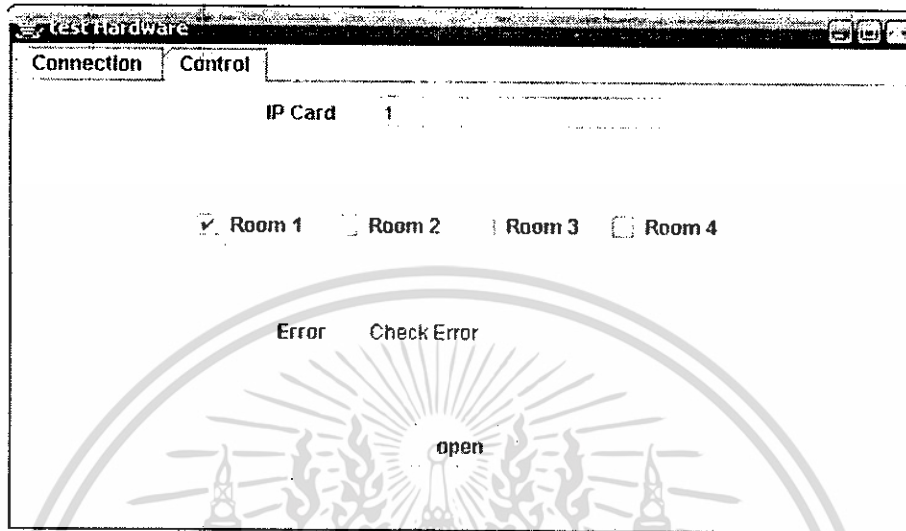 test Hardware
Connection Control
IP Card 1
Room 1 Room 2 Room 3 Room 4
Error Check Error
open